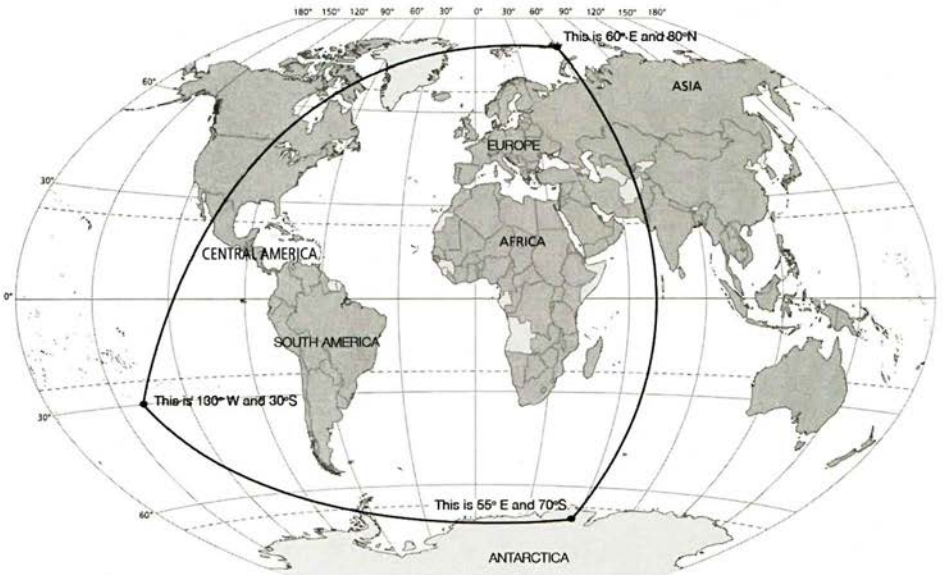 180° 150° 120° 90° 60° 30° 0° 30° 60° 90° 120° 150° 180°
This is 60° E and 80°N
60°
ASIA
EUROPE
30°
AFRICA
CENTRAL AMERICA
0°
SOUTH AMERICA
This is 130° W and 30°S
30°
This is 55° E and 70°S
60°
ANTARCTICA